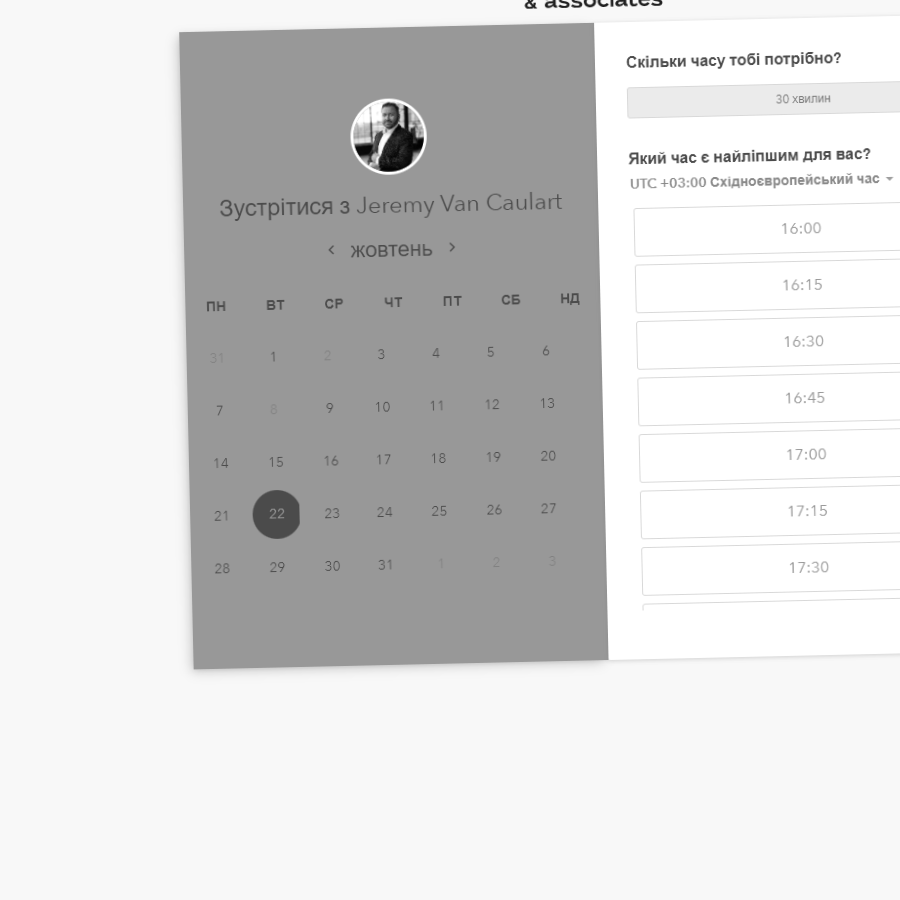 & associates
Зустрітися з Jeremy Van Caulart
жовтень
ПН ВТ СР ЧТ ПТ СБ НД
31 1 2 3 4 5 6
7 8 9 10 11 12 13
14 15 16 17 18 19 20
21 22 23 24 25 26 27
28 29 30 31 1 2 3
Скільки часу тобі потрібно?
30 хвилин
Який час є найліпшим для вас?
UTC +03:00 Східноєвропейський час
16:00
16:15
16:30
16:45
17:00
17:15
17:30